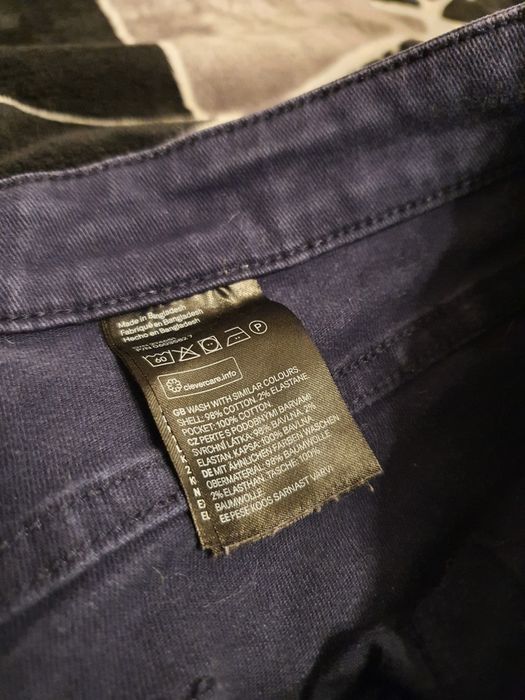 Made in Bangladesh
Fabriqué en Bangladesh
Hecho en Bangladesh
60
P
clevercare.info
GB WASH WITH SIMILAR COLOURS.
SHELL: 98% COTTON, 2% ELASTANE
POCKET: 100% COTTON.
CZ PERTE S PODOBNÝMI BARVAMI
SVRCHNÍ LÁTKA: 98% BAVLNA, 2%
ELASTAN. KAPSA: 100% BAVLNA.
DE MIT ÄHNLICHEN FARBEN WASCHEN.
OBERMATERIAL: 98% BAUMWOLLE,
2% ELASTHAN. TASCHE: 100%
BAUMWOLLE.
EE PESE KOOS SARNAST VÄRVI